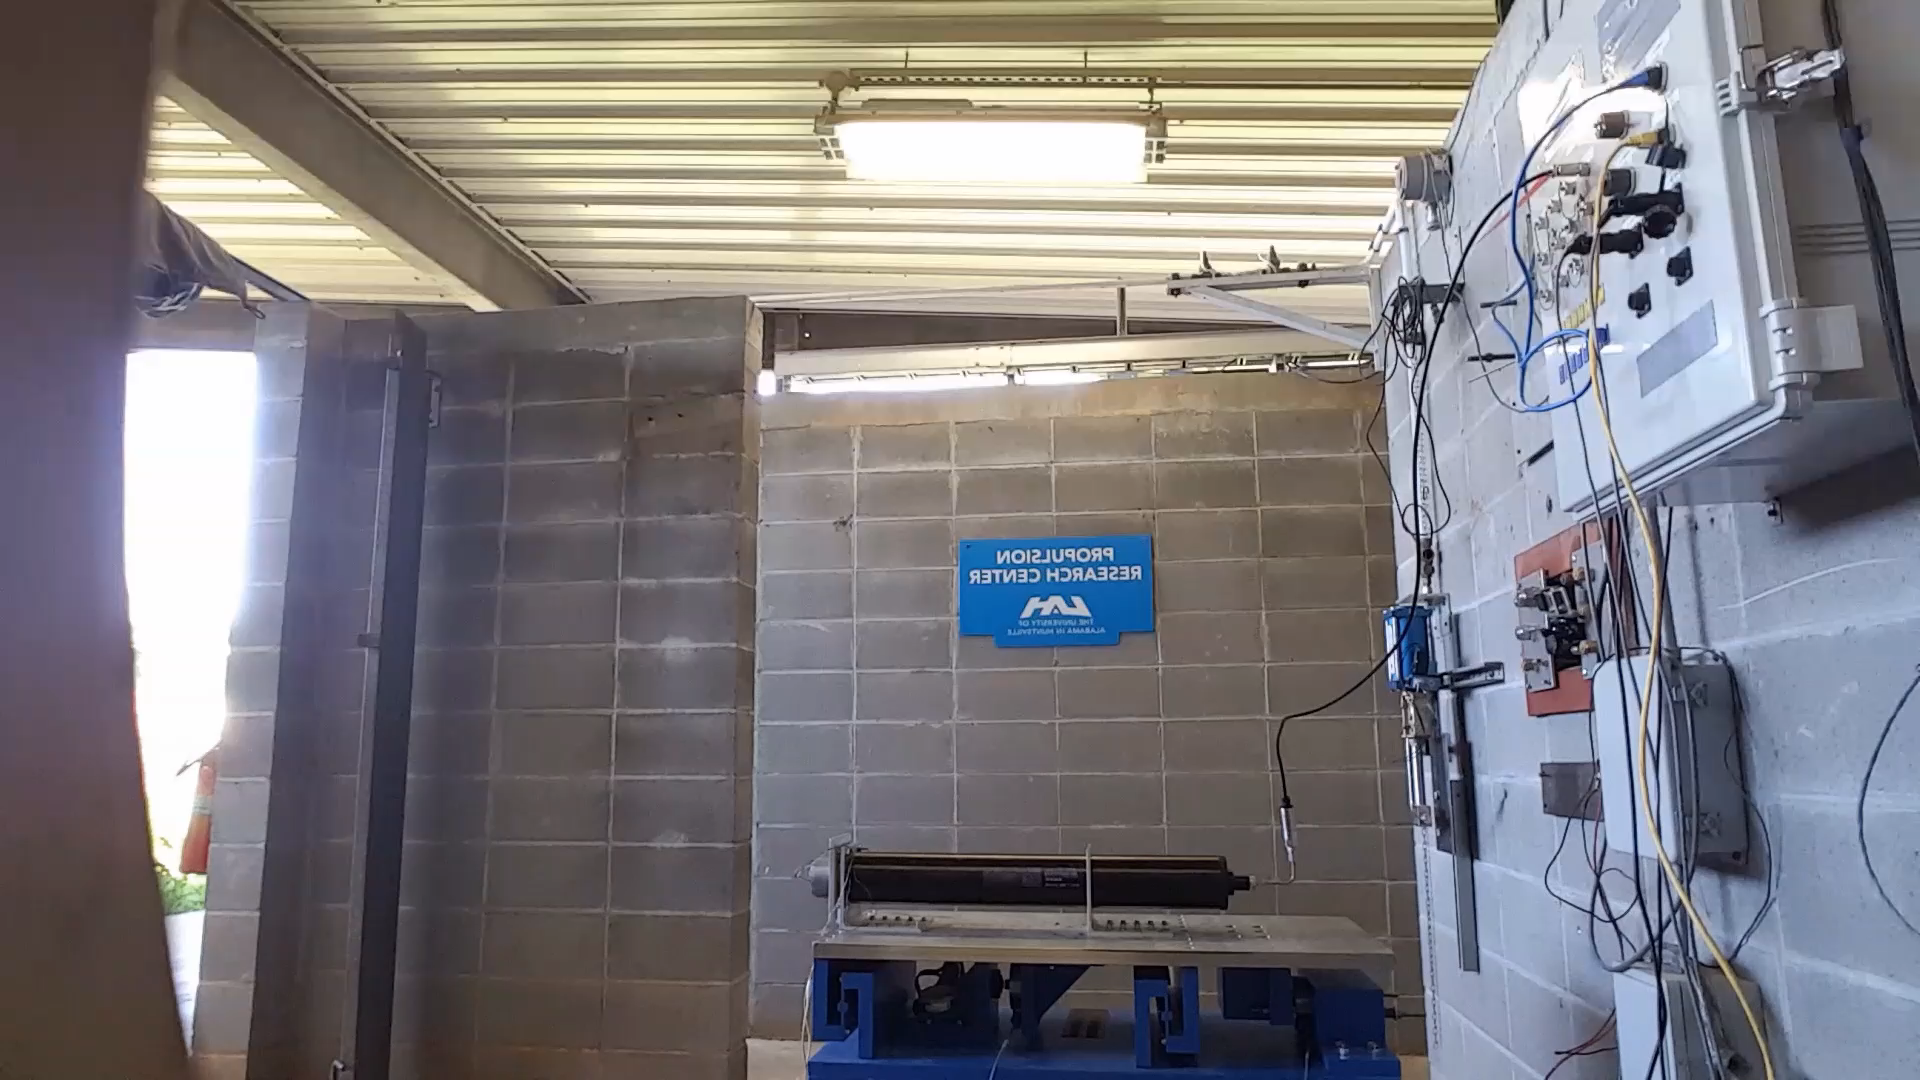 PROPULSION
RESEARCH CENTER
UAH
THE UNIVERSITY OF
ALABAMA IN HUNTSVILLE